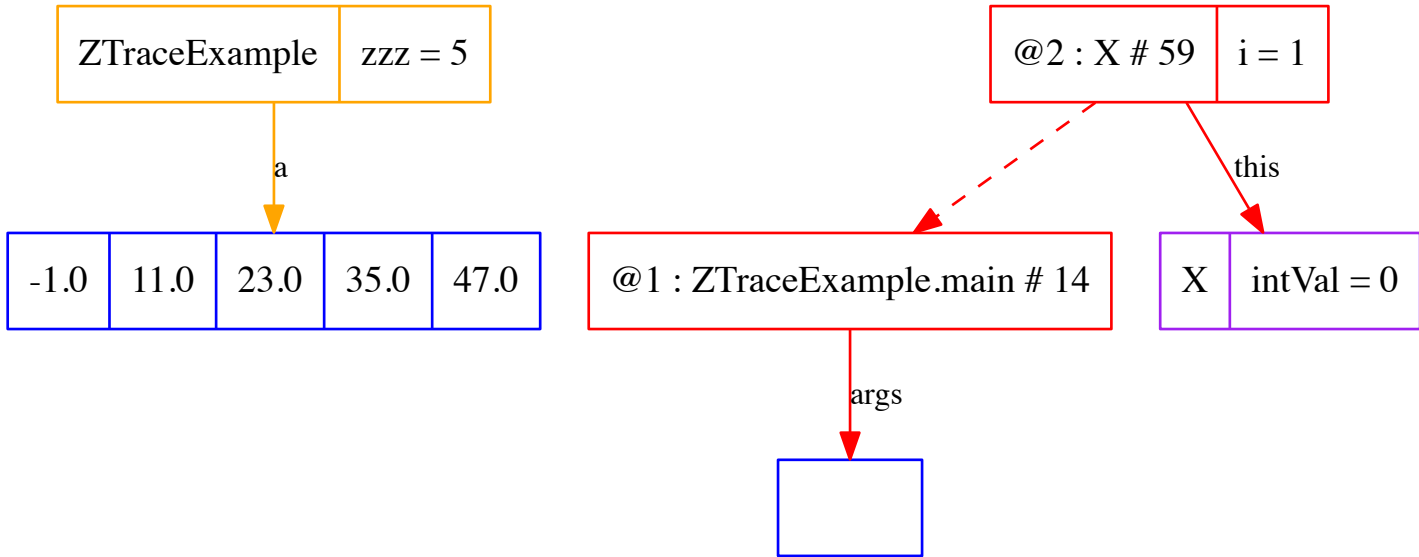 ZTraceExample zzz = 5
@2 : X # 59 i = 1
a
this
-1.0 11.0 23.0 35.0 47.0
@1 : ZTraceExample.main # 14
X intVal = 0
args